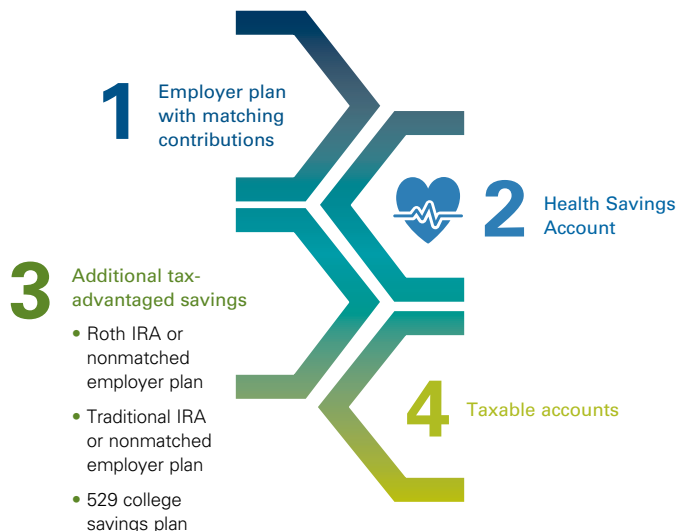 1
Employer plan
with matching
contributions
2
Health Savings
Account
3
Additional tax-
advantaged savings
• Roth IRA or
nonmatched
employer plan
• Traditional IRA
or nonmatched
employer plan
• 529 college
savings plan
4
Taxable accounts